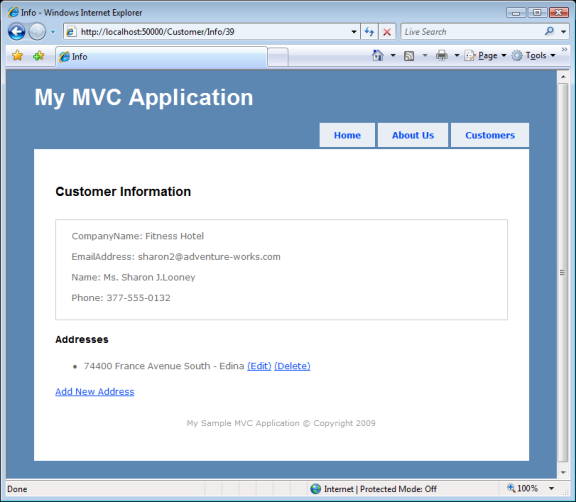 Info - Windows Internet Explorer
http://localhost:50000/Customer/Info/39
Live Search
Info
Page
Tools
My MVC Application
Home
About Us
Customers
Customer Information
CompanyName: Fitness Hotel
EmailAddress: sharon2@adventure-works.com
Name: Ms. Sharon J.Looney
Phone: 377-555-0132
Addresses
74400 France Avenue South - Edina (Edit) (Delete)
Add New Address
My Sample MVC Application © Copyright 2009
Done
Internet | Protected Mode: Off
100%